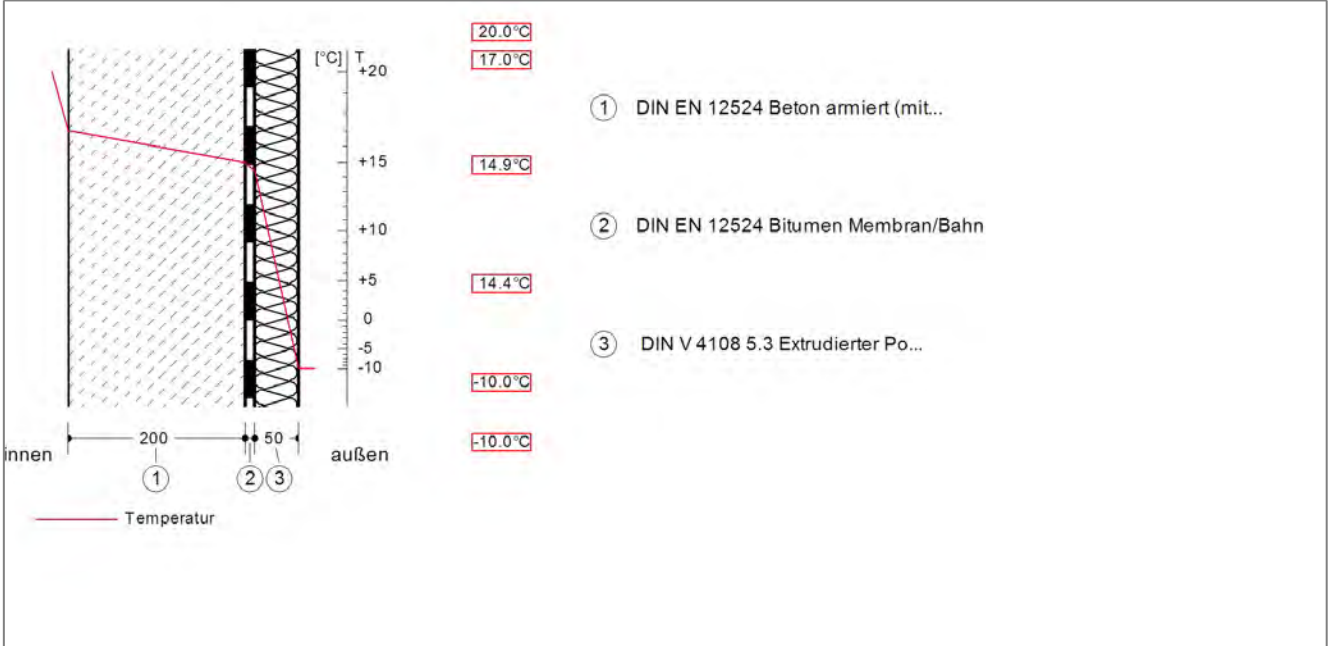 20.0°C
[°C] T
17.0°C
+20
1 DIN EN 12524 Beton armiert (mit...
+15
14.9°C
2 DIN EN 12524 Bitumen Membran/Bahn
+10
+5
14.4°C
0
3 DIN V 4108 5.3 Extrudierter Po...
-5
-10
-10.0°C
200
50
-10.0°C
innen
außen
1
2
3
Temperatur